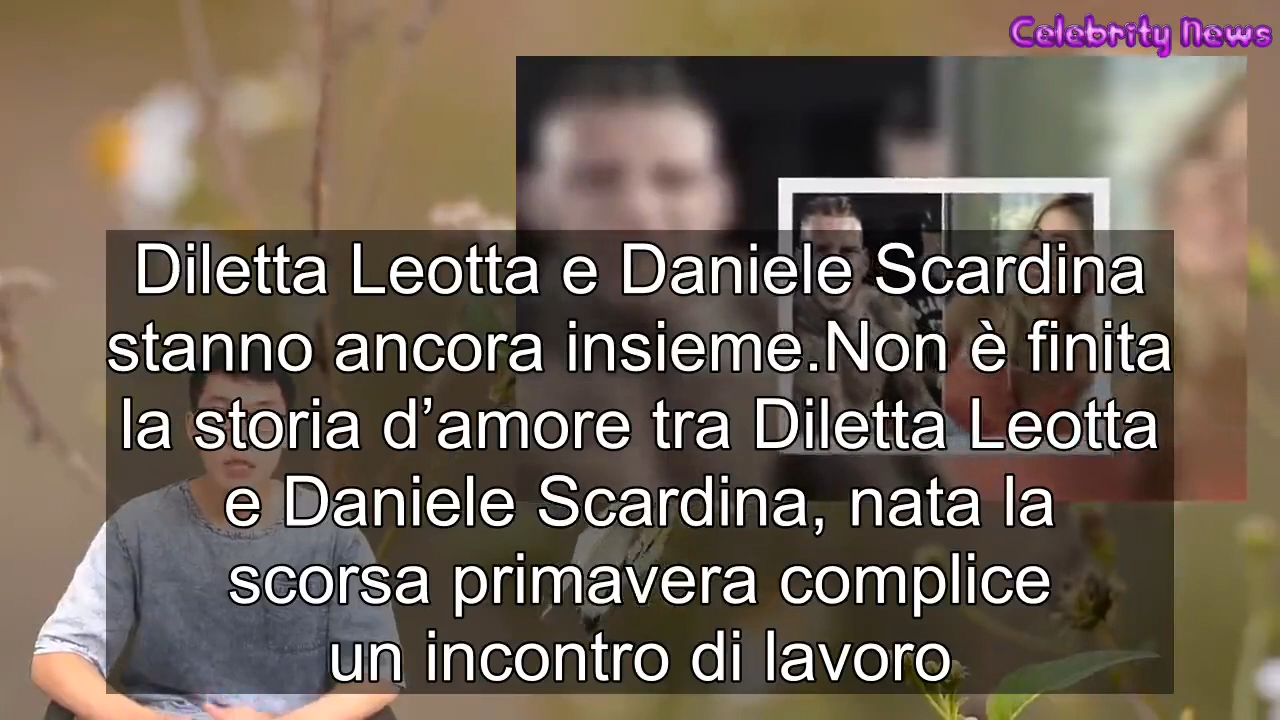 Celebrity News
Diletta Leotta e Daniele Scardina
stanno ancora insieme.Non è finita
la storia d’amore tra Diletta Leotta
e Daniele Scardina, nata la
scorsa primavera complice
un incontro di lavoro